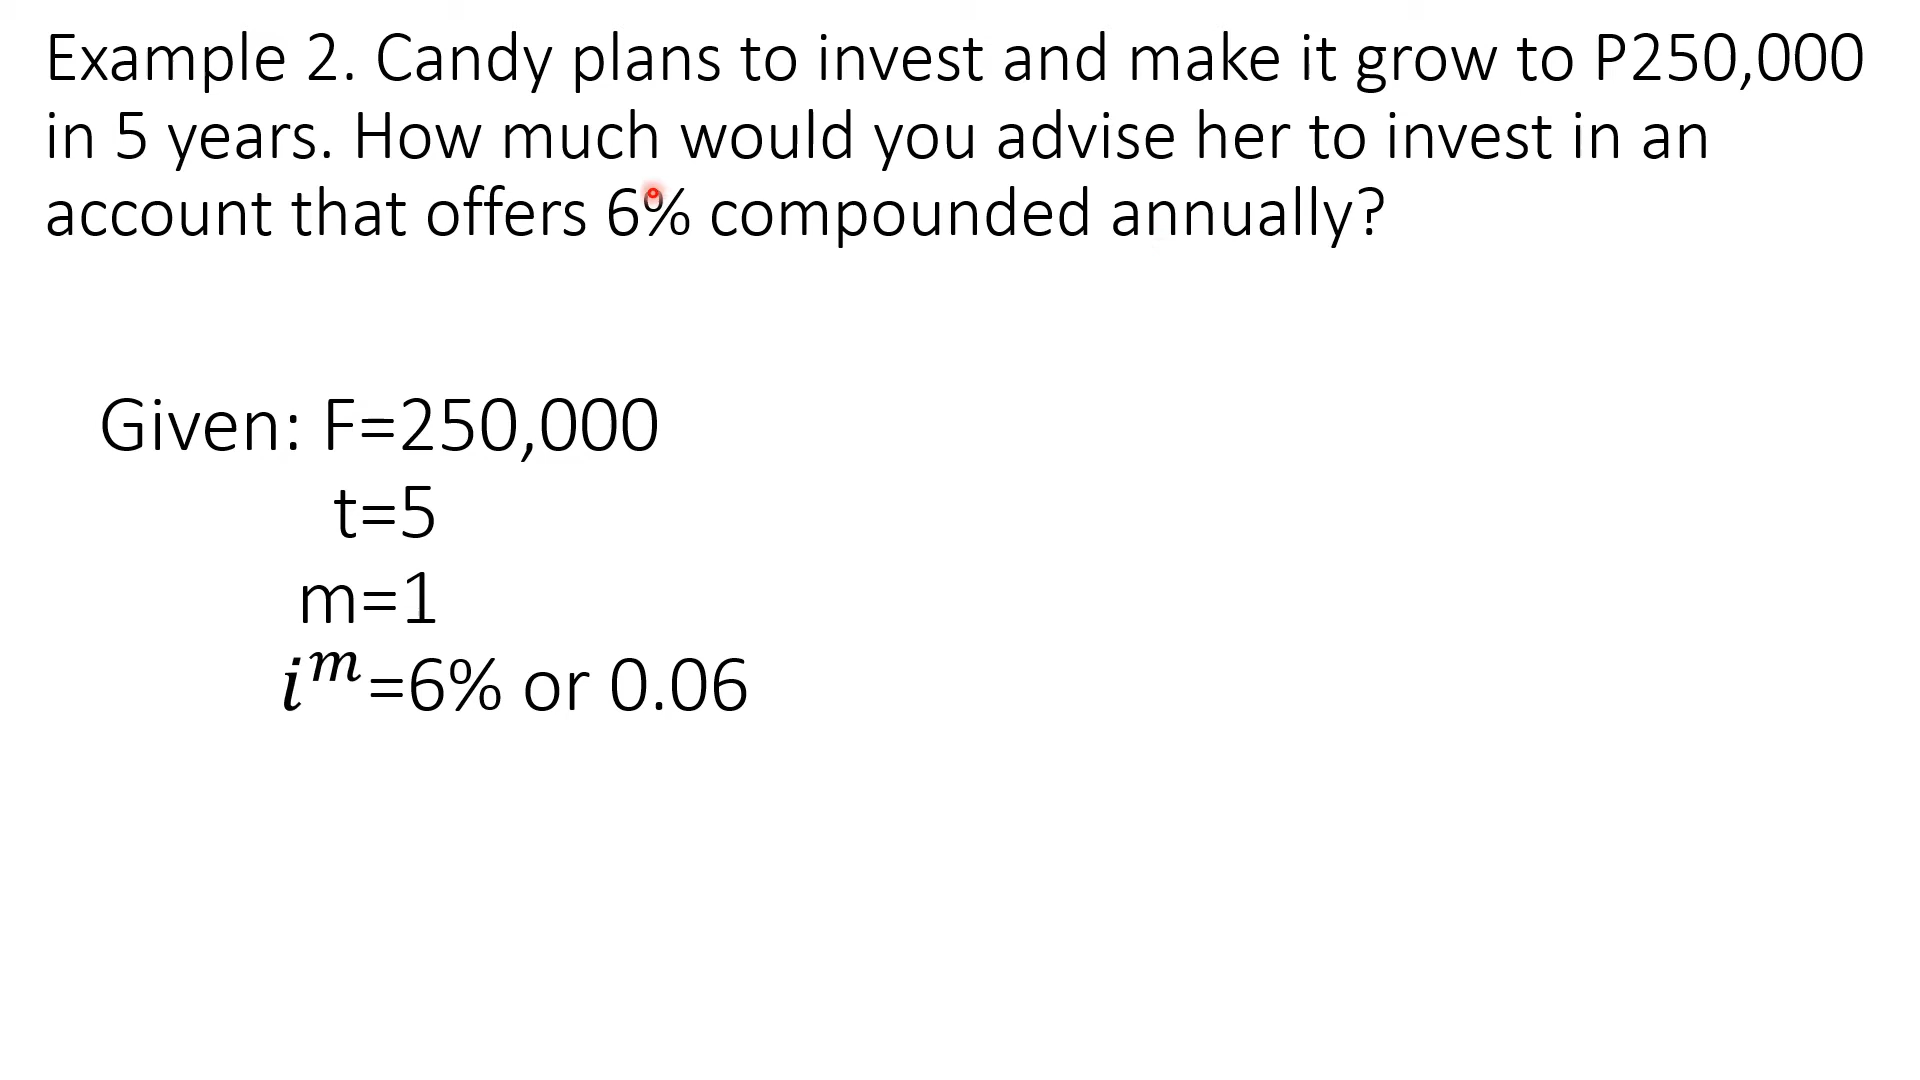 Example 2. Candy plans to invest and make it grow to P250,000
in 5 years. How much would you advise her to invest in an
account that offers 6% compounded annually?
Given: F=250,000
t=5
m=1
i^m=6% or 0.06